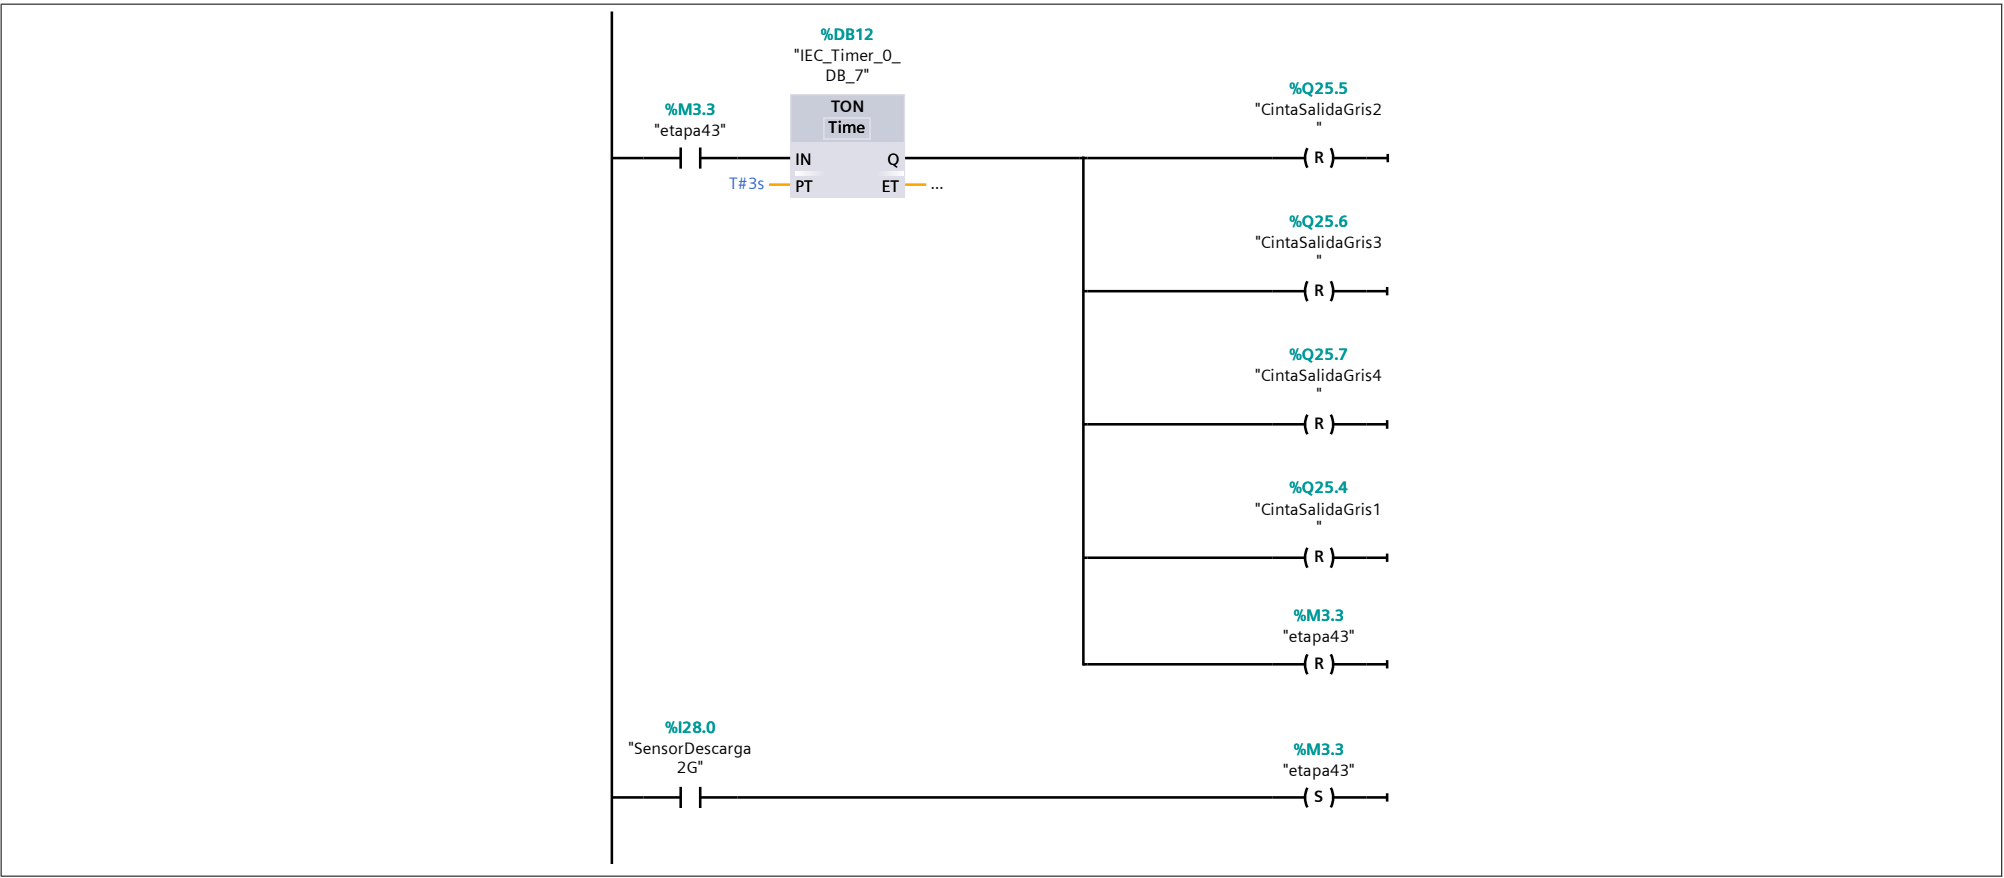 %DB12
"IEC_Timer_0_
DB_7"
%M3.3
"etapa43"
TON
Time
IN
Q
T#3s
PT
ET
...
%Q25.5
"CintaSalidaGris2
"
R
%Q25.6
"CintaSalidaGris3
"
R
%Q25.7
"CintaSalidaGris4
"
R
%Q25.4
"CintaSalidaGris1
"
R
%M3.3
"etapa43"
R
%I28.0
"SensorDescarga
2G"
%M3.3
"etapa43"
S